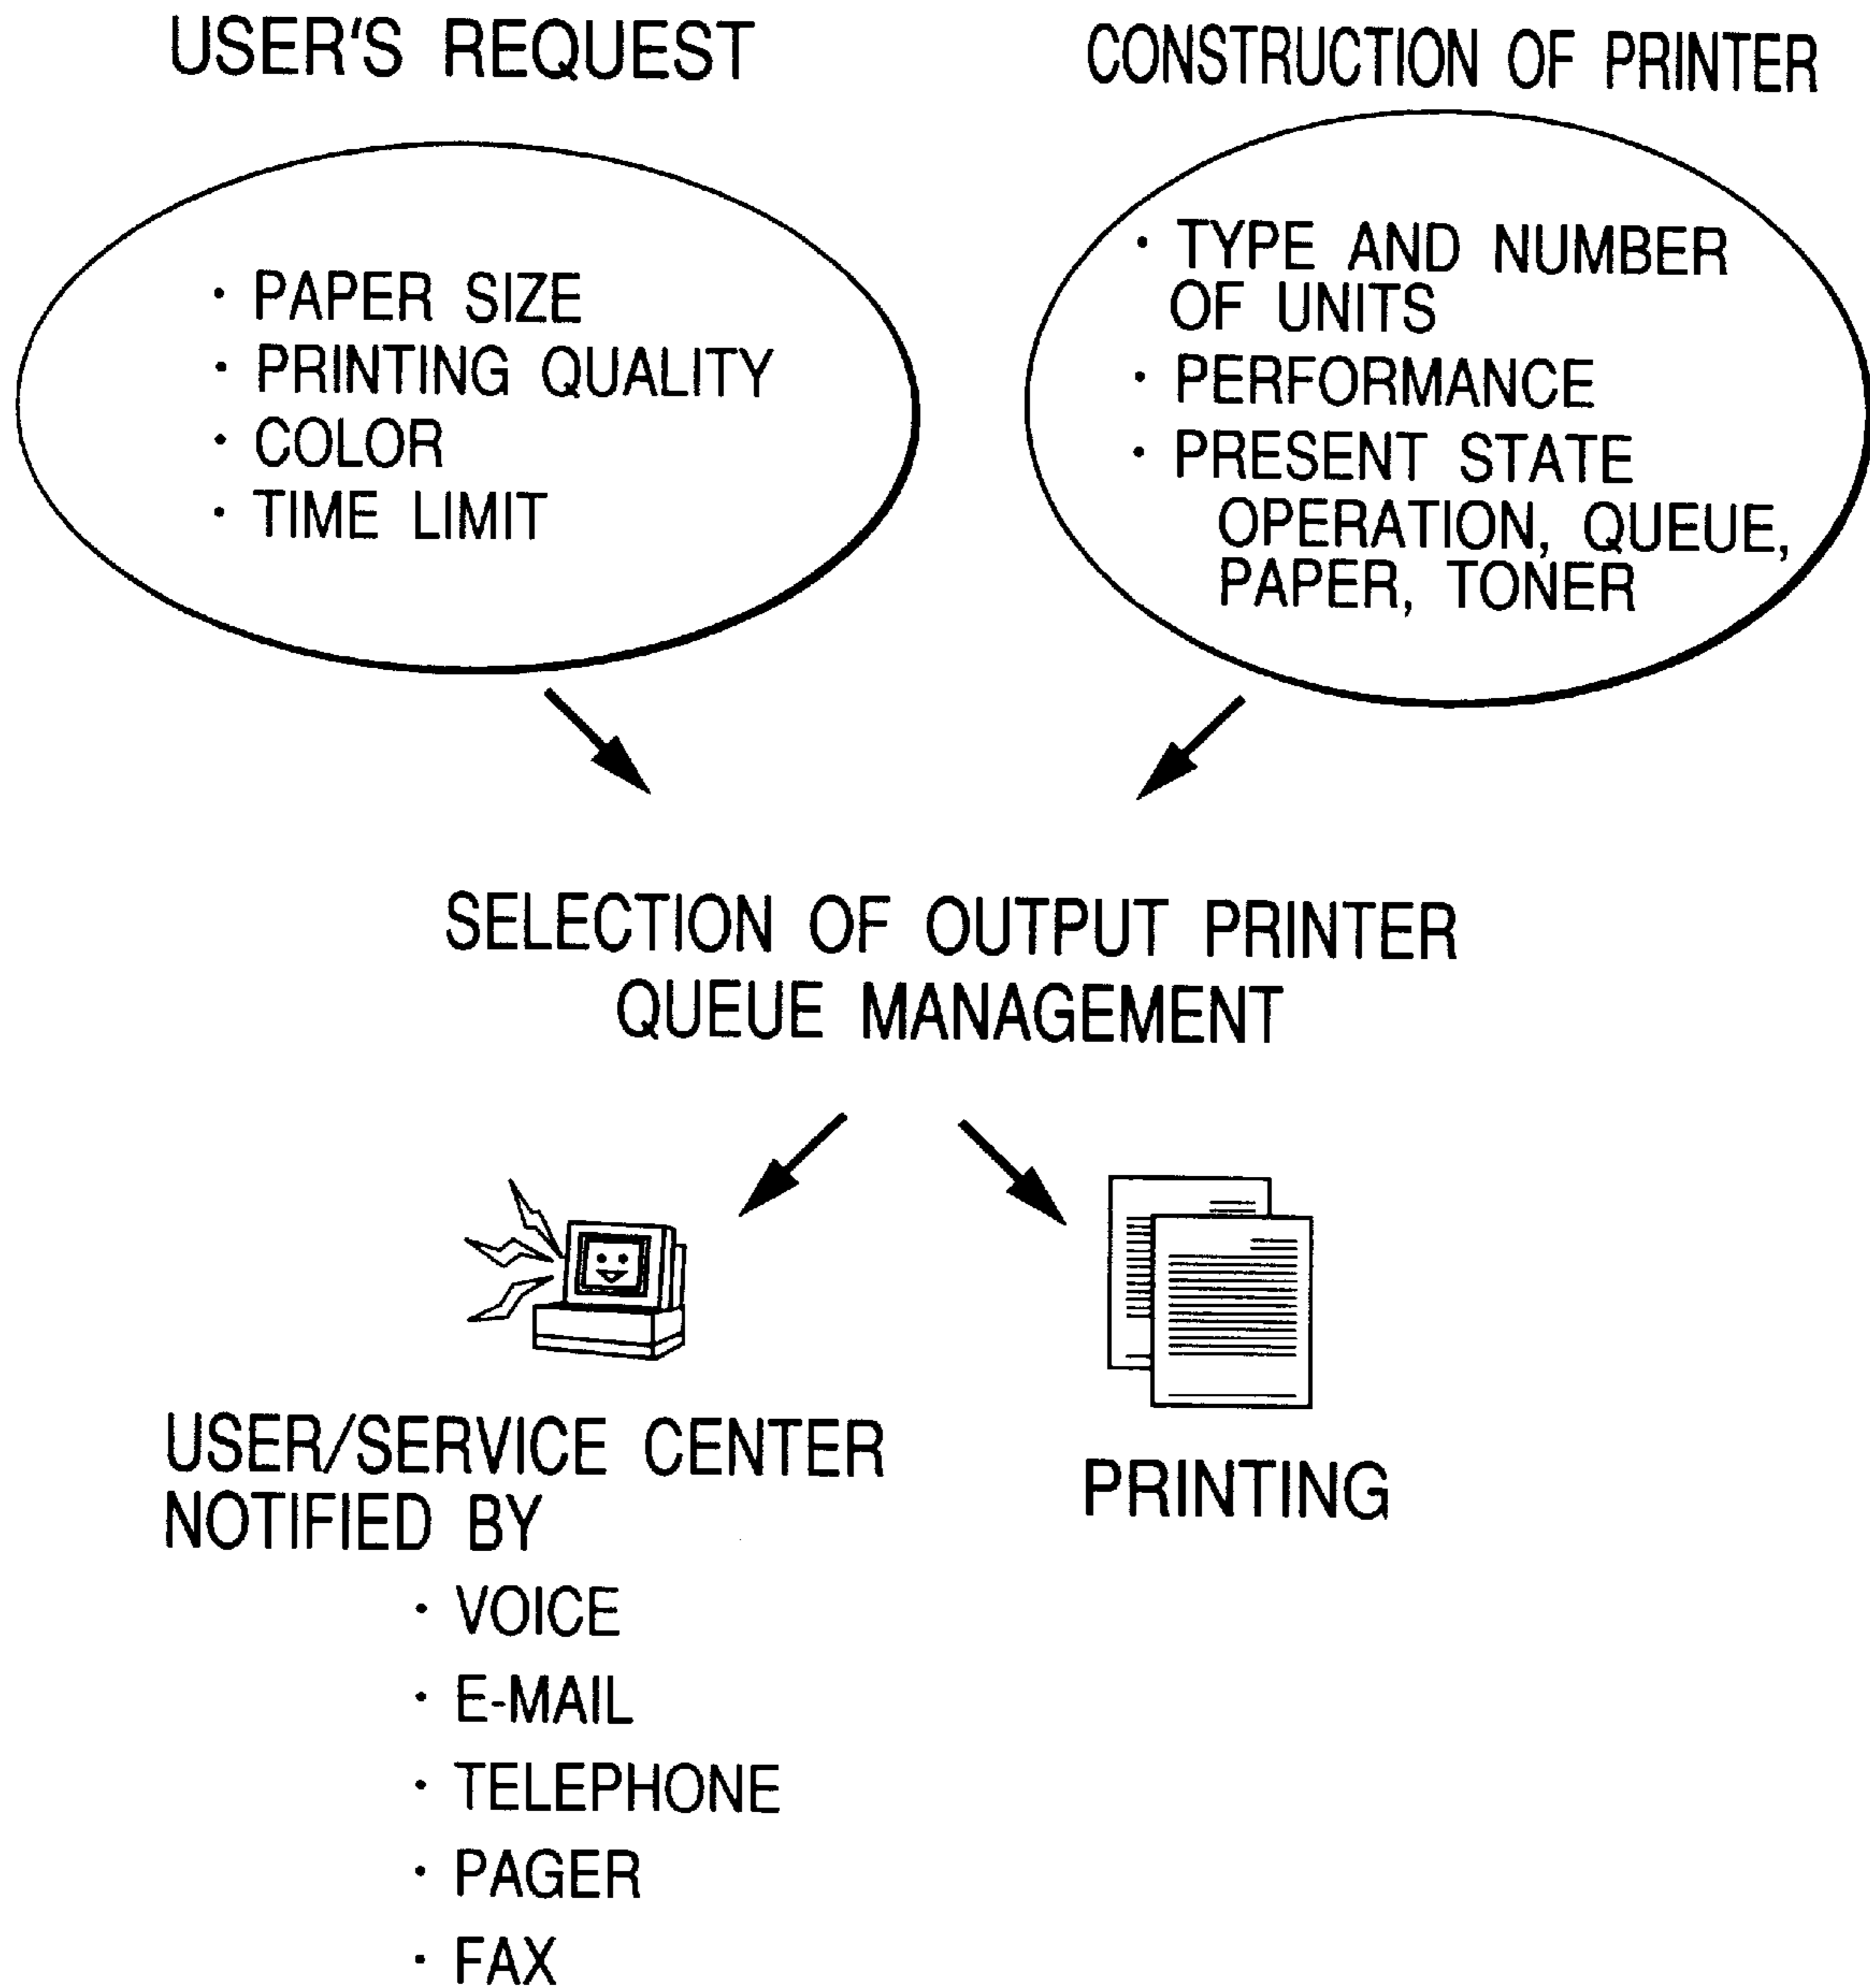 USER'S REQUEST
· PAPER SIZE
· PRINTING QUALITY
· COLOR
· TIME LIMIT
CONSTRUCTION OF PRINTER
· TYPE AND NUMBER
OF UNITS
· PERFORMANCE
· PRESENT STATE
OPERATION, QUEUE,
PAPER, TONER
SELECTION OF OUTPUT PRINTER
QUEUE MANAGEMENT
USER/SERVICE CENTER
NOTIFIED BY
· VOICE
· E-MAIL
· TELEPHONE
· PAGER
· FAX
PRINTING